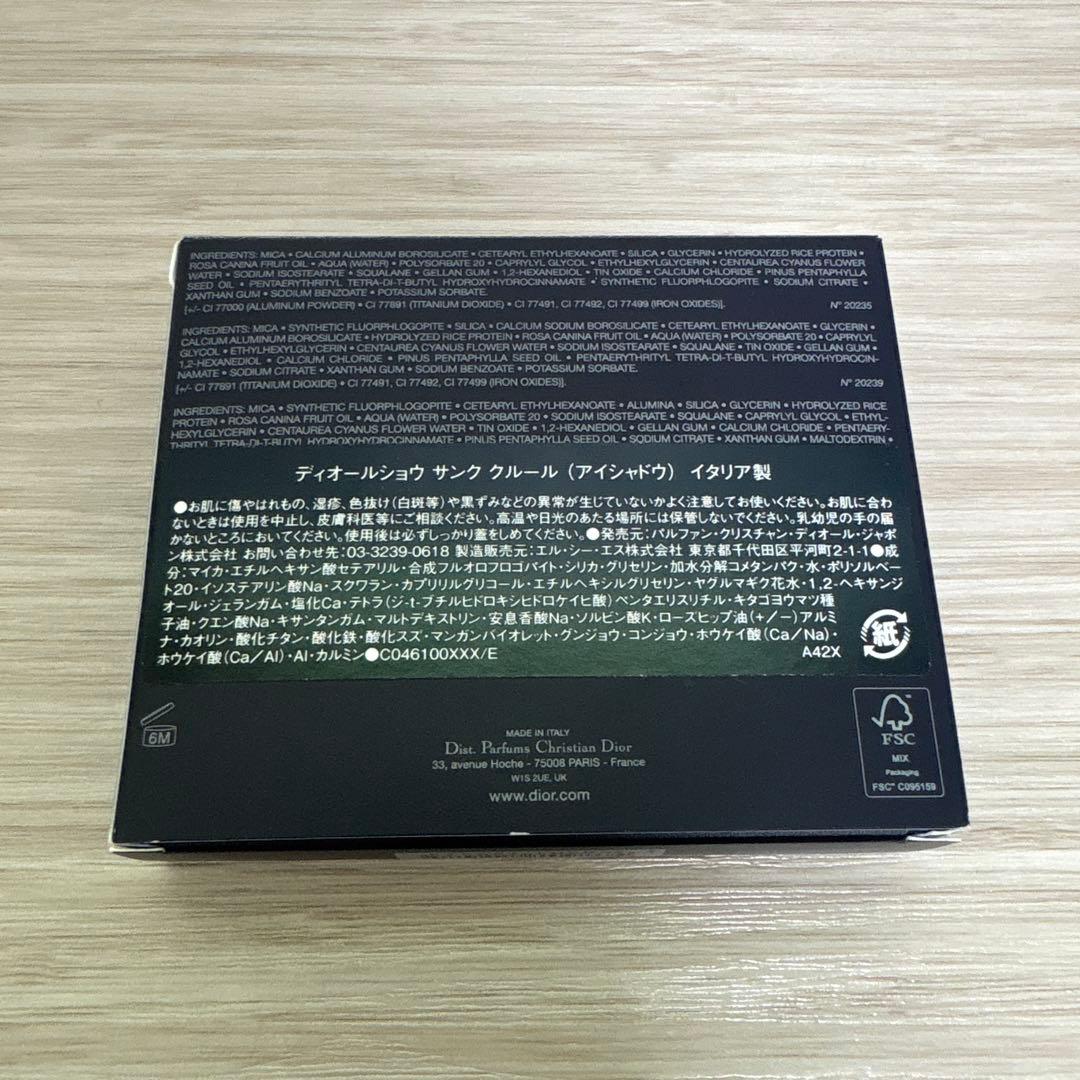 INGREDIENTS: MICA • CALCIUM ALUMINUM BOROSILICATE • CETEARYL ETHYLHEXANOATE • SILICA • GLYCERIN • HYDROLYZED RICE PROTEIN •
ROSA CANINA FRUIT OIL • AQUA (WATER) • POLYSORBATE 20 • CAPRYLYL GLYCOL • ETHYLHEXYLGLYCERIN • CENTAUREA CYANUS FLOWER
WATER • SODIUM ISOSTEARATE • SQUALANE • GELLAN GUM • 1,2-HEXANEDIOL • TIN OXIDE • CALCIUM CHLORIDE • PINUS PENTAPHYLLA
SEED OIL • PENTAERYTHRITYL TETRA-DI-T-BUTYL HYDROXYHYDROCINNAMATE • SYNTHETIC FLUORPHLOGOPITE • SODIUM CITRATE •
XANTHAN GUM • SODIUM BENZOATE • POTASSIUM SORBATE.
[+/- CI 77000 (ALUMINUM POWDER) • CI 77891 (TITANIUM DIOXIDE) • CI 77491, CI 77492, CI 77499 (IRON OXIDES)]. N° 20235
INGREDIENTS: MICA • SYNTHETIC FLUORPHLOGOPITE • SILICA • CALCIUM SODIUM BOROSILICATE • CETEARYL ETHYLHEXANOATE • GLYCERIN •
CALCIUM ALUMINUM BOROSILICATE • HYDROLYZED RICE PROTEIN • ROSA CANINA FRUIT OIL • AQUA (WATER) • POLYSORBATE 20 • CAPRYLYL
GLYCOL • ETHYLHEXYLGLYCERIN • CENTAUREA CYANUS FLOWER WATER • SODIUM ISOSTEARATE • SQUALANE • TIN OXIDE • GELLAN GUM •
1,2-HEXANEDIOL • CALCIUM CHLORIDE • PINUS PENTAPHYLLA SEED OIL • PENTAERYTHRITYL TETRA-DI-T-BUTYL HYDROXYHYDROCIN-
NAMATE • SODIUM CITRATE • XANTHAN GUM • SODIUM BENZOATE • POTASSIUM SORBATE.
[+/- CI 77891 (TITANIUM DIOXIDE) • CI 77491, CI 77492, CI 77499 (IRON OXIDES)]. N° 20239
INGREDIENTS: MICA • SYNTHETIC FLUORPHLOGOPITE • CETEARYL ETHYLHEXANOATE • ALUMINA • SILICA • GLYCERIN • HYDROLYZED RICE
PROTEIN • ROSA CANINA FRUIT OIL • AQUA (WATER) • POLYSORBATE 20 • SODIUM ISOSTEARATE • SQUALANE • CAPRYLYL GLYCOL • ETHYL-
HEXYLGLYCERIN • CENTAUREA CYANUS FLOWER WATER • TIN OXIDE • 1,2-HEXANEDIOL • GELLAN GUM • CALCIUM CHLORIDE • PENTAERY-
THRITYL TETRA-DI-T-BUTYL HYDROXYHYDROCINNAMATE • PINUS PENTAPHYLLA SEED OIL • SODIUM CITRATE • XANTHAN GUM • MALTODEXTRIN •
ディオールショウ サンク クルール（アイシャドウ） イタリア製
●お肌に傷やはれもの、湿疹、色抜け(白斑等)や黒ずみなどの異常が生じていないかよく注意してお使いください。お肌に合わ
ないときは使用を中止し、皮膚科医等にご相談ください。高温や日光のあたる場所には保管しないでください。乳幼児の手の届
かないところにおいてください。使用後は必ずしっかり蓋をしめてください。●発売元:パルファン・クリスチャン・ディオール・ジャポ
ン株式会社 お問い合わせ先:03-3239-0618 製造販売元:エル・シー・エス株式会社 東京都千代田区平河町2-1-1●成
分:マイカ・エチルヘキサン酸セテアリル・合成フルオロフロゴパイト・シリカ・グリセリン・加水分解コメタンパク・水・ポリソルベー
ト20・イソステアリン酸Na・スクワラン・カプリリルグリコール・エチルヘキシルグリセリン・ヤグルマギク花水・1,2-ヘキサンジ
オール・ジェランガム・塩化Ca・テトラ(ジ-t-ブチルヒドロキシヒドロケイヒ酸)ペンタエリスリチル・キタゴヨウマツ種
子油・クエン酸Na・キサンタンガム・マルトデキストリン・安息香酸Na・ソルビン酸K・ローズヒップ油(+/-)アルミ
ナ・カオリン・酸化チタン・酸化鉄・酸化スズ・マンガンバイオレット・グンジョウ・コンジョウ・ホウケイ酸(Ca/Na)・
ホウケイ酸(Ca/Al)・Al・カルミン●C046100XXX/E A42X
紙
6M
MADE IN ITALY
Dist. Parfums Christian Dior
33, avenue Hoche - 75008 PARIS - France
W1S 2UE, UK
www.dior.com
FSC
MIX
Packaging
FSC™ C095159